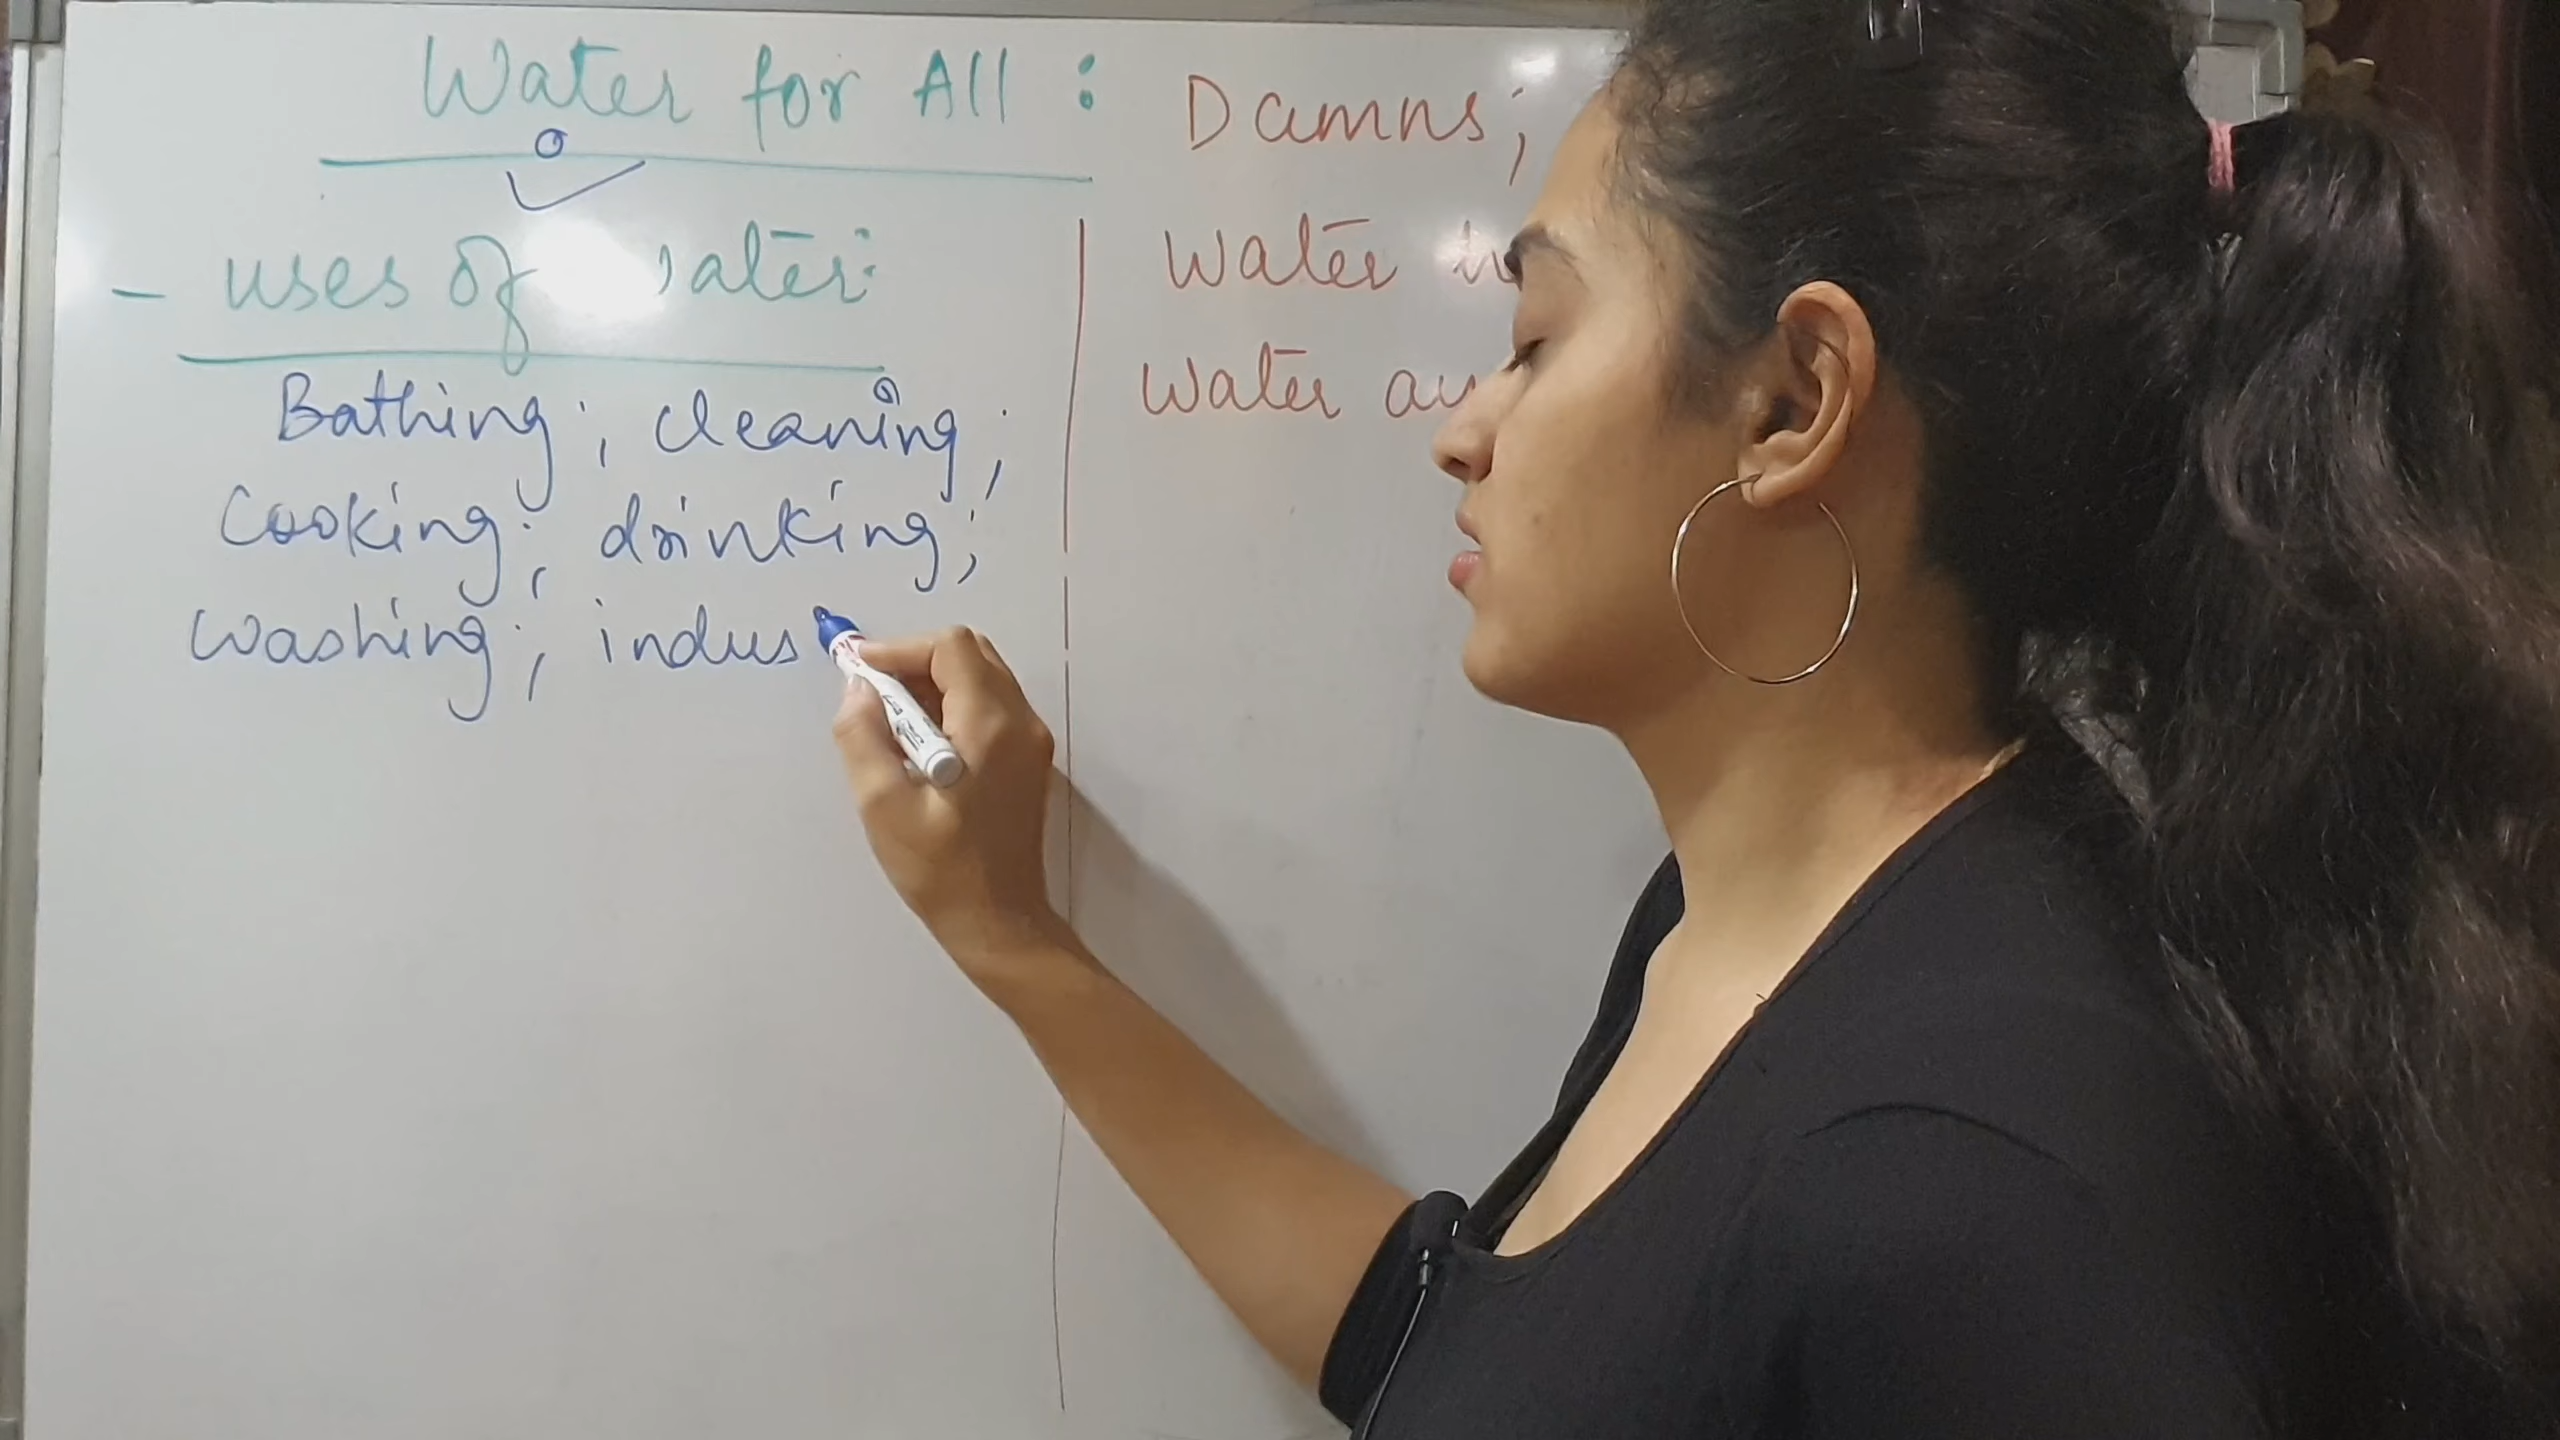 Water for All :
- uses of water:
Bathing; cleaning;
Cooking; drinking;
Washing; indus
Damns;
Water
Water